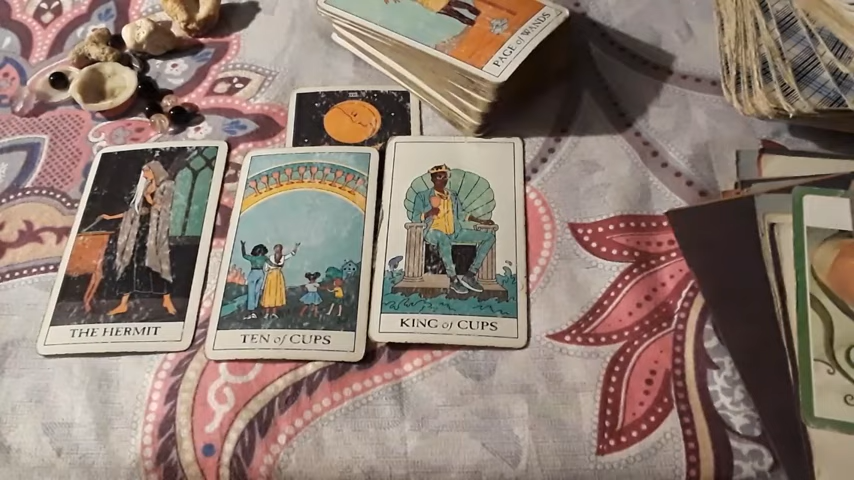 PAGE of WANDS
THE HERMIT
TEN of CUPS
KING of CUPS